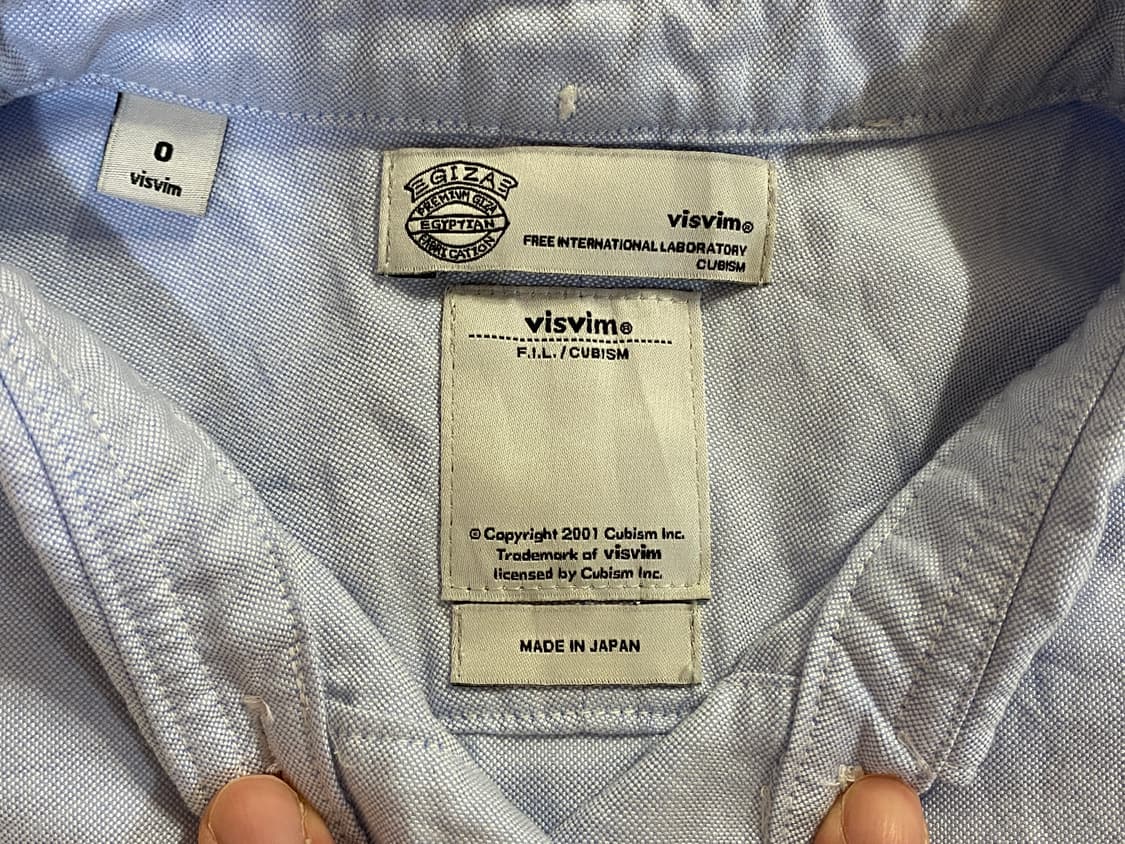 0
visvim
GIZA
PREMIUM GIZA
EGYPTIAN
FABRICATION
visvim®
FREE INTERNATIONAL LABORATORY
CUBISM
visvim®
F.I.L. / CUBISM
© Copyright 2001 Cubism Inc.
Trademark of visvim
licensed by Cubism Inc.
MADE IN JAPAN